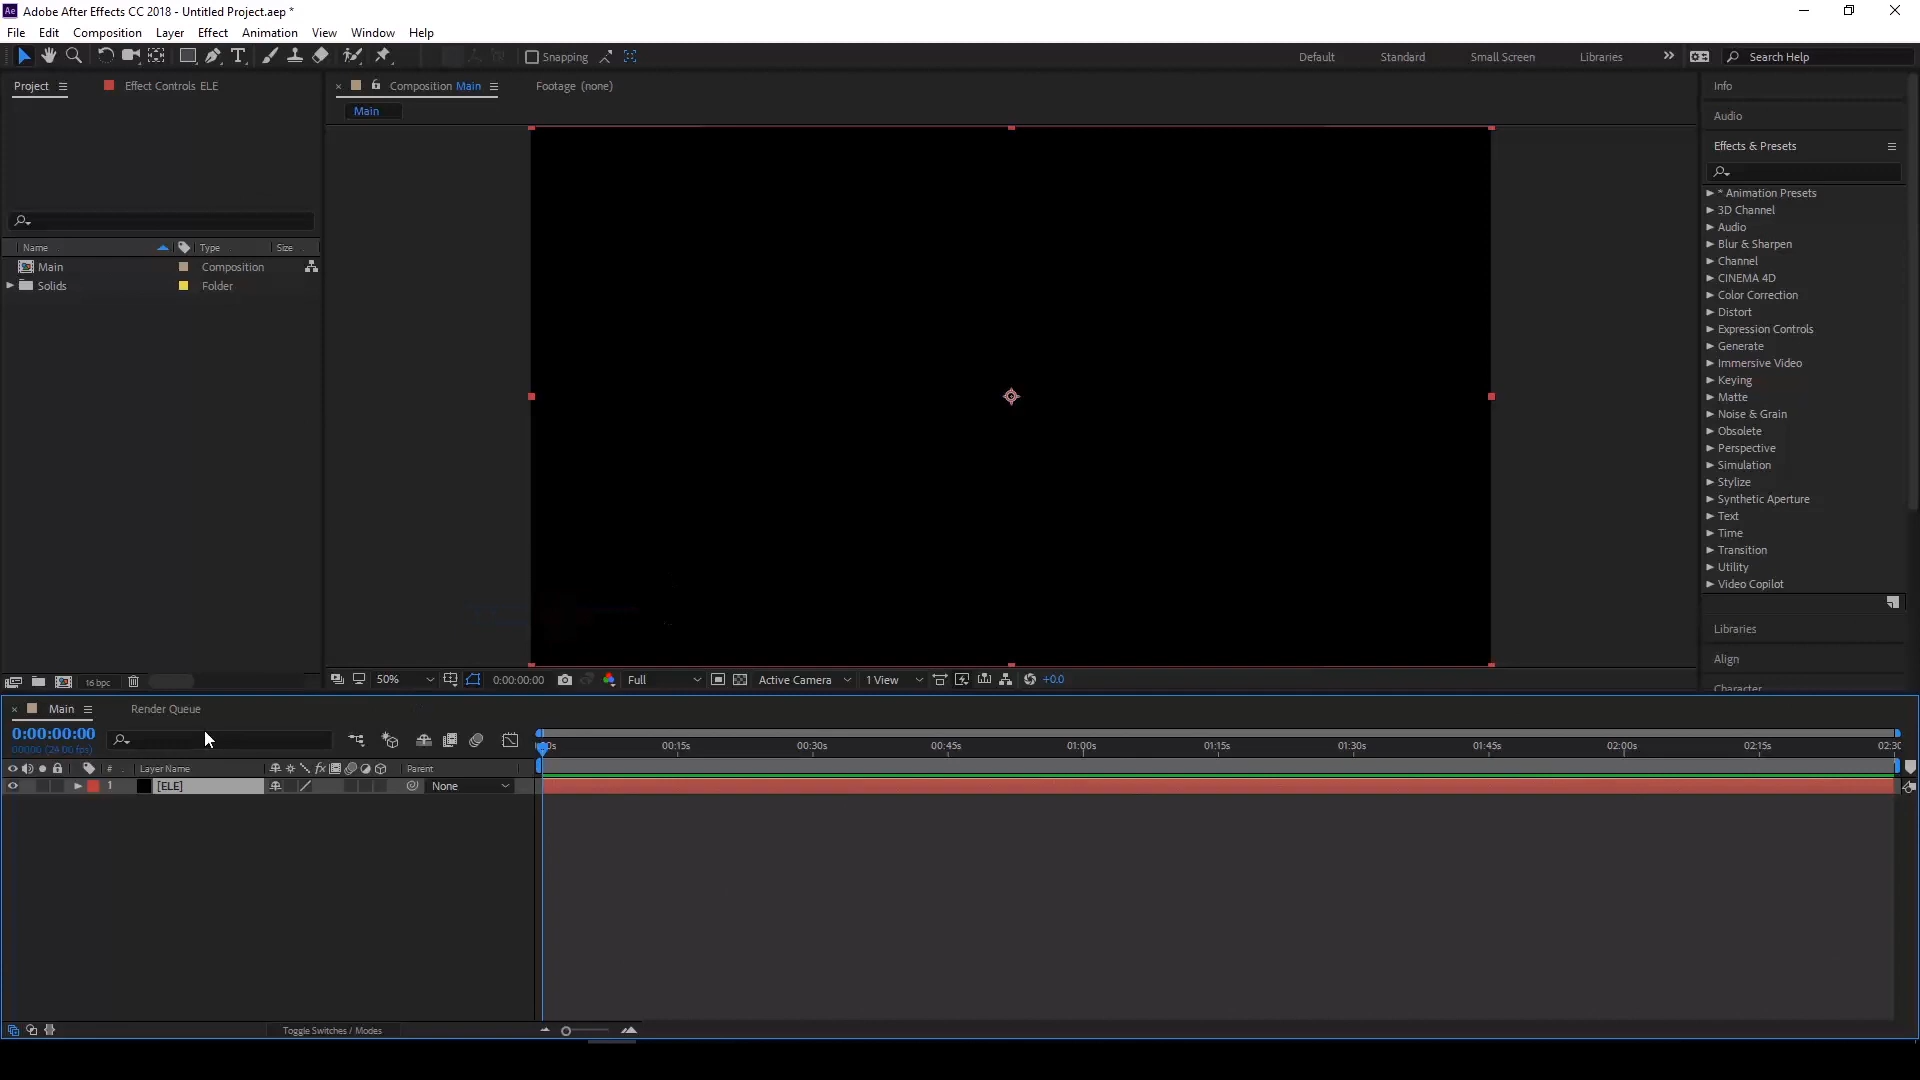 Ae Adobe After Effects CC 2018 - Untitled Project.aep *
File Edit Composition Layer Effect Animation View Window Help
Snapping Default Standard Small Screen Libraries Search Help
Project Effect Controls ELE Composition Main Footage (none) Info
Main
Audio
Effects & Presets
* Animation Presets
3D Channel
Audio
Blur & Sharpen
Channel
CINEMA 4D
Color Correction
Distort
Expression Controls
Generate
Immersive Video
Keying
Matte
Noise & Grain
Obsolete
Perspective
Simulation
Stylize
Synthetic Aperture
Text
Time
Transition
Utility
Video Copilot
Libraries
Align
Character
Name Type Size
Main Composition
Solids Folder
16 bpc 50% 0:00:00:00 Full Active Camera 1 View +0.0
Main Render Queue
0:00:00:00
00000 (24.00 fps)
00:15s 00:30s 00:45s 01:00s 01:15s 01:30s 01:45s 02:00s 02:15s
# Layer Name fx Parent
1 [ELE] None
Toggle Switches / Modes